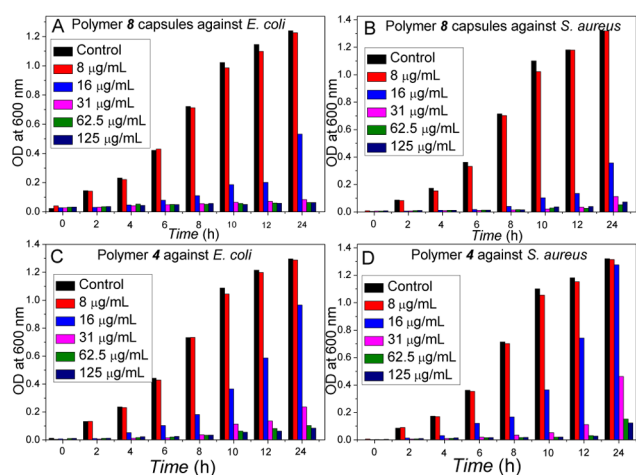 A Polymer 8 capsules against E. coli
Control
8 µg/mL
16 µg/mL
31 µg/mL
62.5 µg/mL
125 µg/mL
OD at 600 nm
1.2
1.0
0.8
0.6
0.4
0.2
0.0
0 2 4 6 8 10 12 24
Time (h)
B Polymer 8 capsules against S. aureus
Control
8 µg/mL
16 µg/mL
31 µg/mL
62.5 µg/mL
125 µg/mL
OD at 600 nm
1.4
1.2
1.0
0.8
0.6
0.4
0.2
0.0
0 2 4 6 8 10 12 24
Time (h)
C Polymer 4 against E. coli
Control
8 µg/mL
16 µg/mL
31 µg/mL
62.5 µg/mL
125 µg/mL
OD at 600 nm
1.4
1.2
1.0
0.8
0.6
0.4
0.2
0.0
0 2 4 6 8 10 12 24
Time (h)
D Polymer 4 against S. aureus
Control
8 µg/mL
16 µg/mL
31 µg/mL
62.5 µg/mL
125 µg/mL
OD at 600 nm
1.4
1.2
1.0
0.8
0.6
0.4
0.2
0.0
0 2 4 6 8 10 12 24
Time (h)